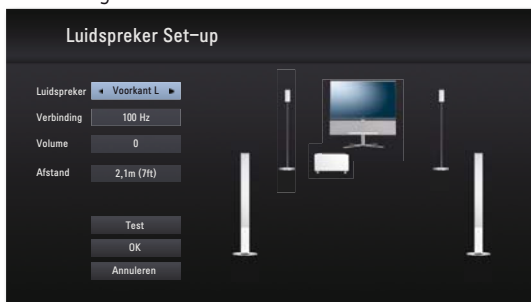 Luidspreker Set-up
Luidspreker ◄ Voorkant L ►
Verbinding 100 Hz
Volume 0
Afstand 2,1m (7ft)
Test
OK
Annuleren